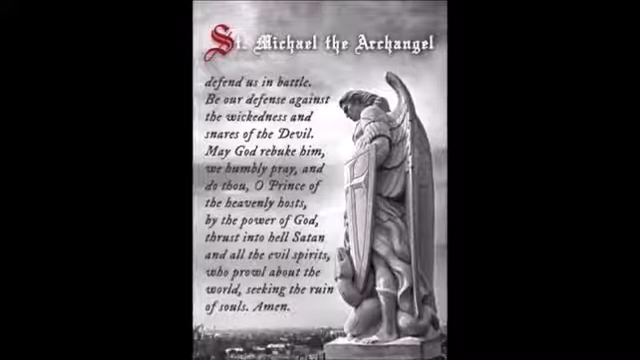 St. Michael the Archangel
defend us in battle.
Be our defense against
the wickedness and
snares of the Devil.
May God rebuke him,
we humbly pray, and
do thou, O Prince of
the heavenly hosts,
by the power of God,
thrust into hell Satan
and all the evil spirits,
who prowl about the
world, seeking the ruin
of souls. Amen.